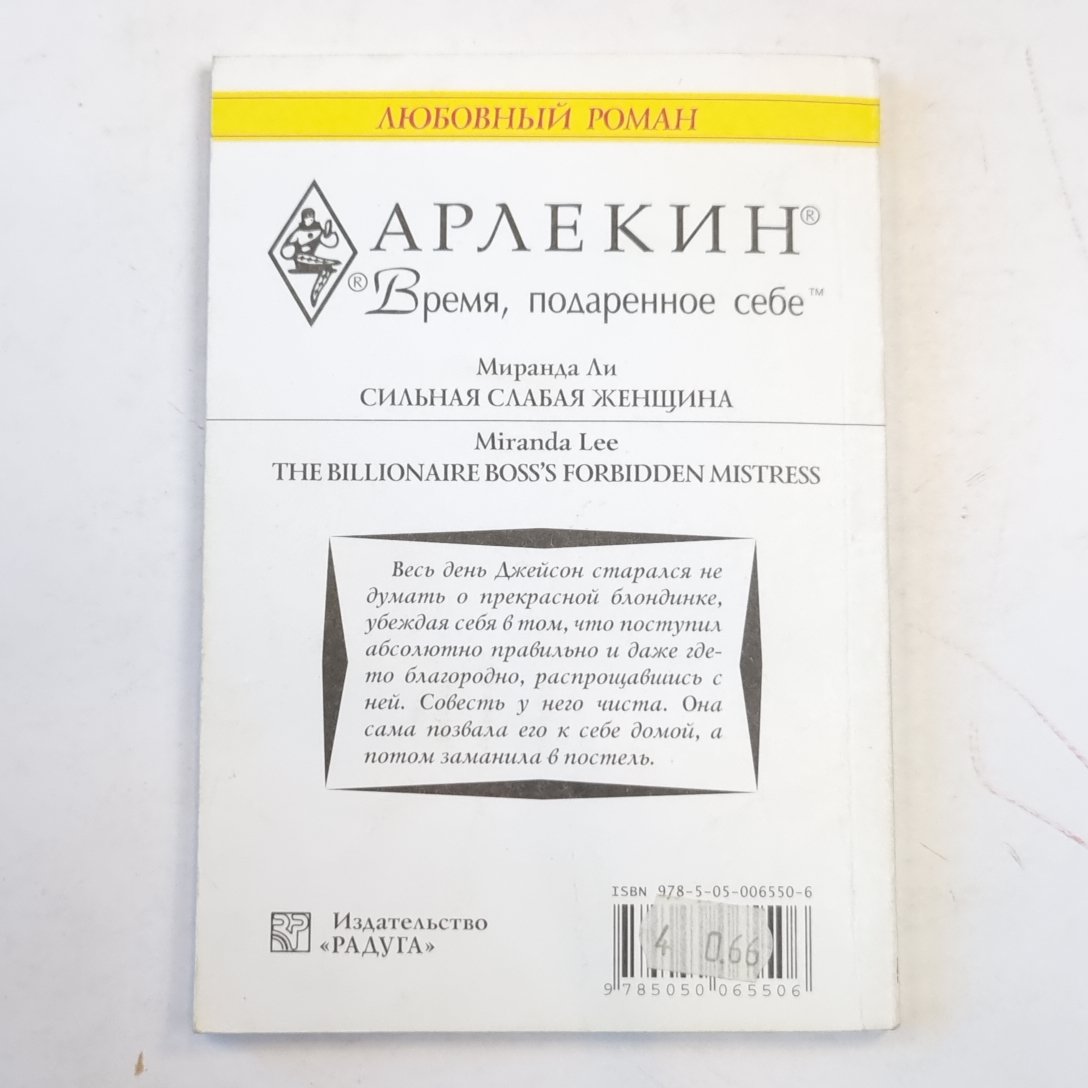 ЛЮБОВНЫЙ РОМАН
АРЛЕКИН®
® Время, подаренное себе™
Миранда Ли
СИЛЬНАЯ СЛАБАЯ ЖЕНЩИНА
Miranda Lee
THE BILLIONAIRE BOSS'S FORBIDDEN MISTRESS
Весь день Джейсон старался не
думать о прекрасной блондинке,
убеждая себя в том, что поступил
абсолютно правильно и даже где-
то благородно, распрощавшись с
ней. Совесть у него чиста. Она
сама позвала его к себе домой, а
потом заманила в постель.
ISBN 978-5-05-006550-6
Издательство
«РАДУГА»
4 0.66
9 785050 065506